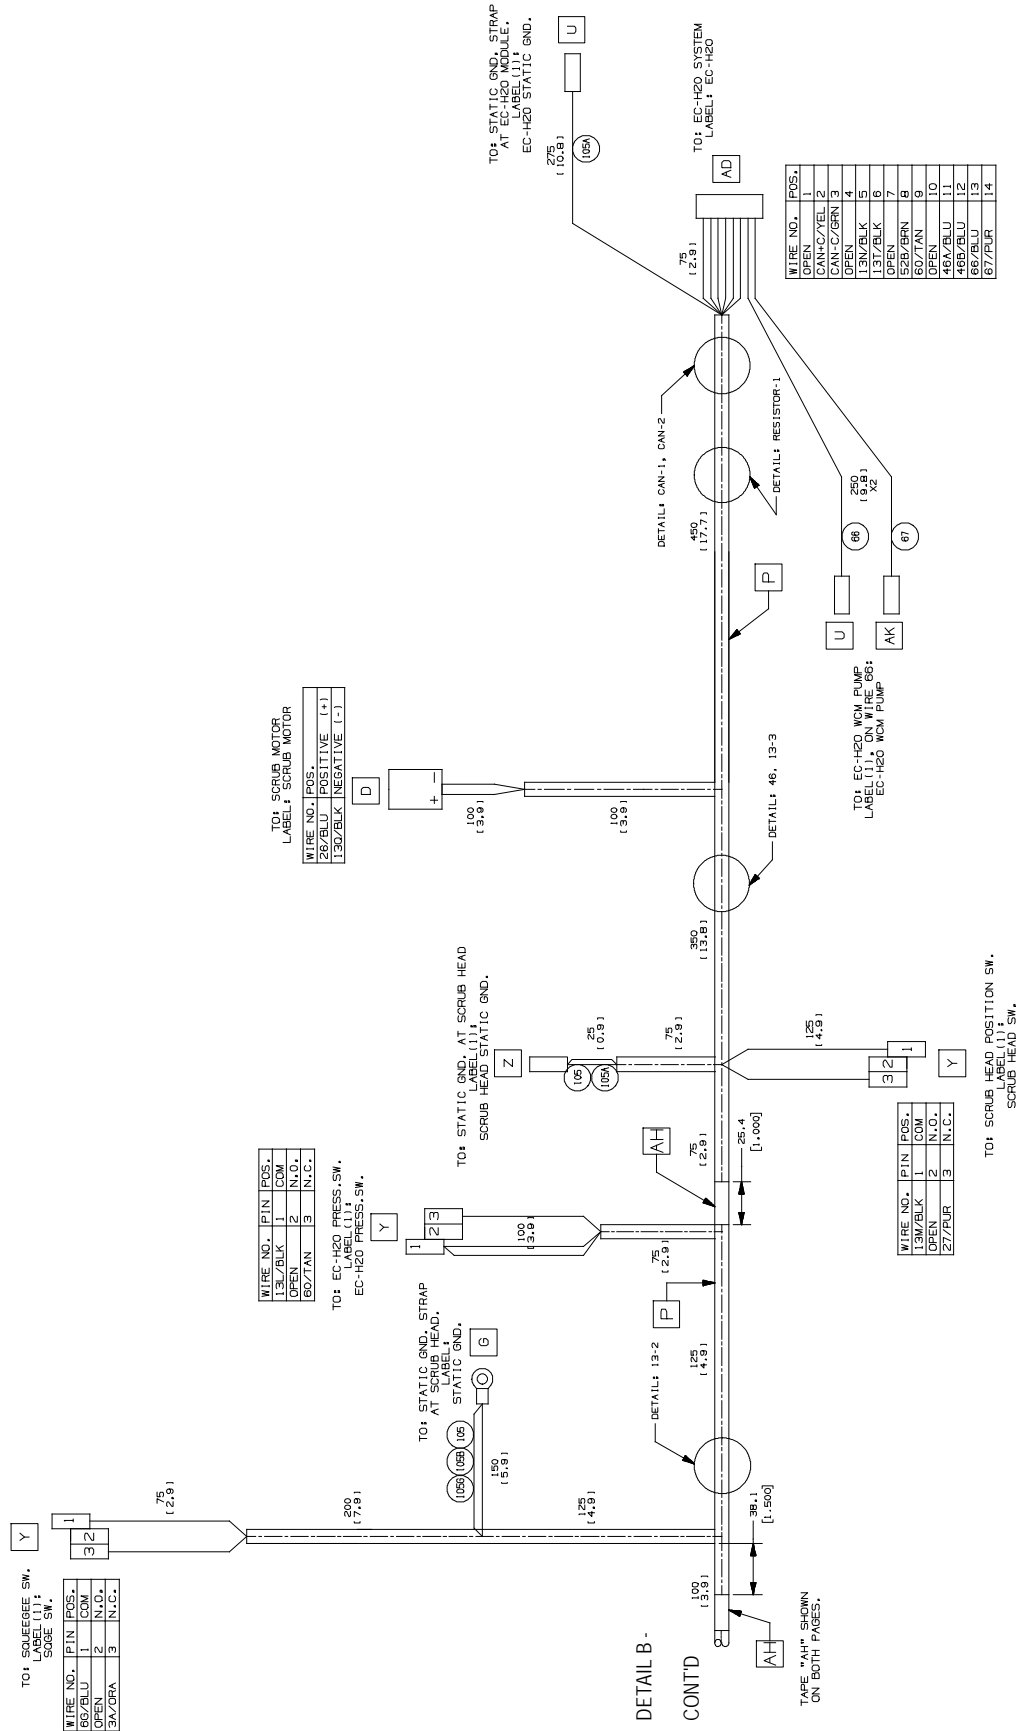 TO: SQUEEGEE SW.
LABEL(1):
SQGE SW.
WIRE NO. PIN POS.
6G/BLU 1 COM
OPEN 2 N.O.
3A/ORA 3 N.C.
Y
3 2 1
75
[2.9]
200
[7.9]
105G 105B 105
150
[5.9]
125
[4.9]
TO: STATIC GND. STRAP
AT SCRUB HEAD.
LABEL:
STATIC GND.
G
WIRE NO. PIN POS.
13L/BLK 1 COM
OPEN 2 N.O.
60/TAN 3 N.C.
TO: EC-H2O PRESS.SW.
LABEL(1):
EC-H2O PRESS.SW.
Y
1 2 3
100
[3.9]
75
[2.9]
TO: STATIC GND. AT SCRUB HEAD
LABEL(1):
SCRUB HEAD STATIC GND.
Z
25
[0.9]
105 105A
75
[2.9]
TO: SCRUB MOTOR
LABEL: SCRUB MOTOR
WIRE NO. POS.
26/BLU POSITIVE (+)
13Q/BLK NEGATIVE (-)
D
+ -
100
[3.9]
100
[3.9]
TO: STATIC GND. STRAP
AT EC-H2O MODULE.
LABEL(1):
EC-H2O STATIC GND.
U
275
[10.8]
105A
TO: EC-H2O SYSTEM
LABEL: EC-H2O
AD
75
[2.9]
WIRE NO. POS.
OPEN 1
CAN+C/YEL 2
CAN-C/GRN 3
OPEN 4
13N/BLK 5
13T/BLK 6
OPEN 7
52B/BRN 8
60/TAN 9
OPEN 10
46A/BLU 11
46B/BLU 12
66/BLU 13
67/PUR 14
DETAIL B -
CONT'D
100
[3.9]
AH
TAPE "AH" SHOWN
ON BOTH PAGES.
38.1
[1.500]
DETAIL: 13-2
125
[4.9]
P
AH
75
[2.9]
25.4
[1.000]
WIRE NO. PIN POS.
13M/BLK 1 COM
OPEN 2 N.O.
27/PUR 3 N.C.
3 2 1
125
[4.9]
Y
TO: SCRUB HEAD POSITION SW.
LABEL(1):
SCRUB HEAD SW.
350
[13.8]
DETAIL: 46, 13-3
P
450
[17.7]
DETAIL: CAN-1, CAN-2
DETAIL: RESISTOR-1
250
[9.8]
X2
66
67
U
AK
TO: EC-H2O WCM PUMP
LABEL(1), ON WIRE 66:
EC-H2O WCM PUMP